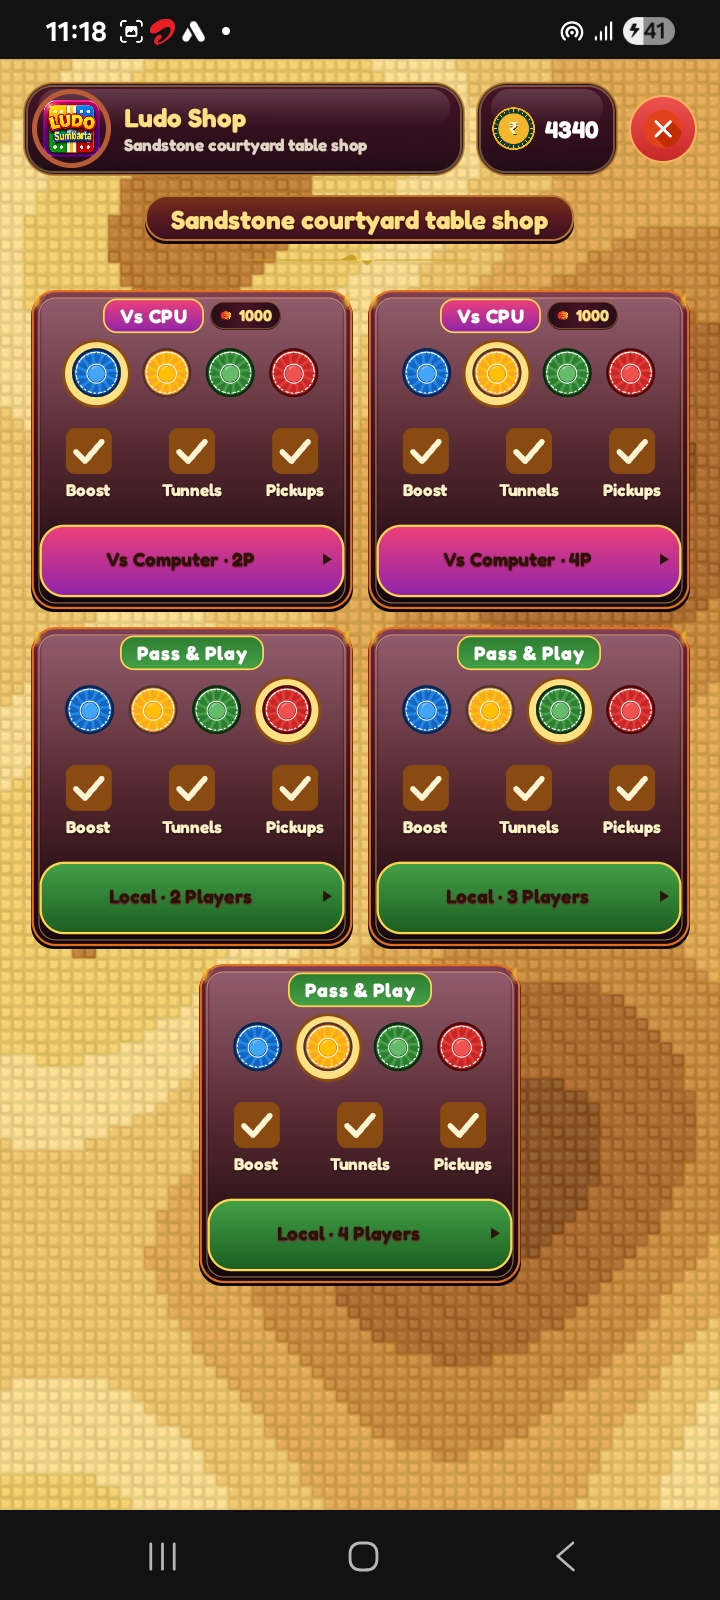 11:18
41
LUDO
Sumbarta
Ludo Shop
Sandstone courtyard table shop
₹
4340
Sandstone courtyard table shop
Vs CPU 1000
Boost Tunnels Pickups
Vs Computer · 2P
Vs CPU 1000
Boost Tunnels Pickups
Vs Computer · 4P
Pass & Play
Boost Tunnels Pickups
Local · 2 Players
Pass & Play
Boost Tunnels Pickups
Local · 3 Players
Pass & Play
Boost Tunnels Pickups
Local · 4 Players